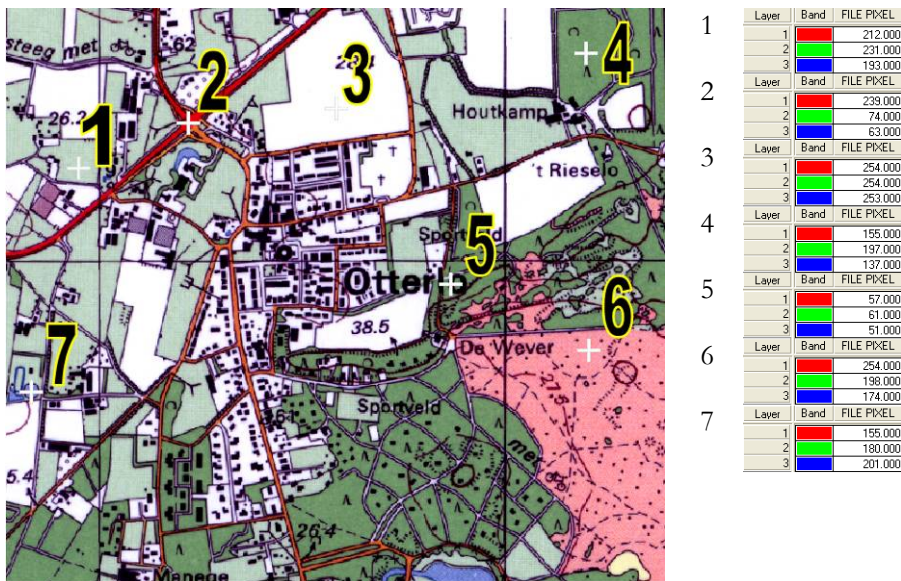 steeg met
62
26.2
1
2
3
4
Houtkamp
't Rieselo
Sportveld
5
Otterlo
6
38.5
De Wever
7
27.5
Sportveld
5.4
26.4
Manege
1
Layer Band FILE PIXEL
1 212.000
2 231.000
3 193.000
2
Layer Band FILE PIXEL
1 239.000
2 74.000
3 63.000
3
Layer Band FILE PIXEL
1 254.000
2 254.000
3 253.000
4
Layer Band FILE PIXEL
1 155.000
2 197.000
3 137.000
5
Layer Band FILE PIXEL
1 57.000
2 61.000
3 51.000
6
Layer Band FILE PIXEL
1 254.000
2 198.000
3 174.000
7
Layer Band FILE PIXEL
1 155.000
2 180.000
3 201.000